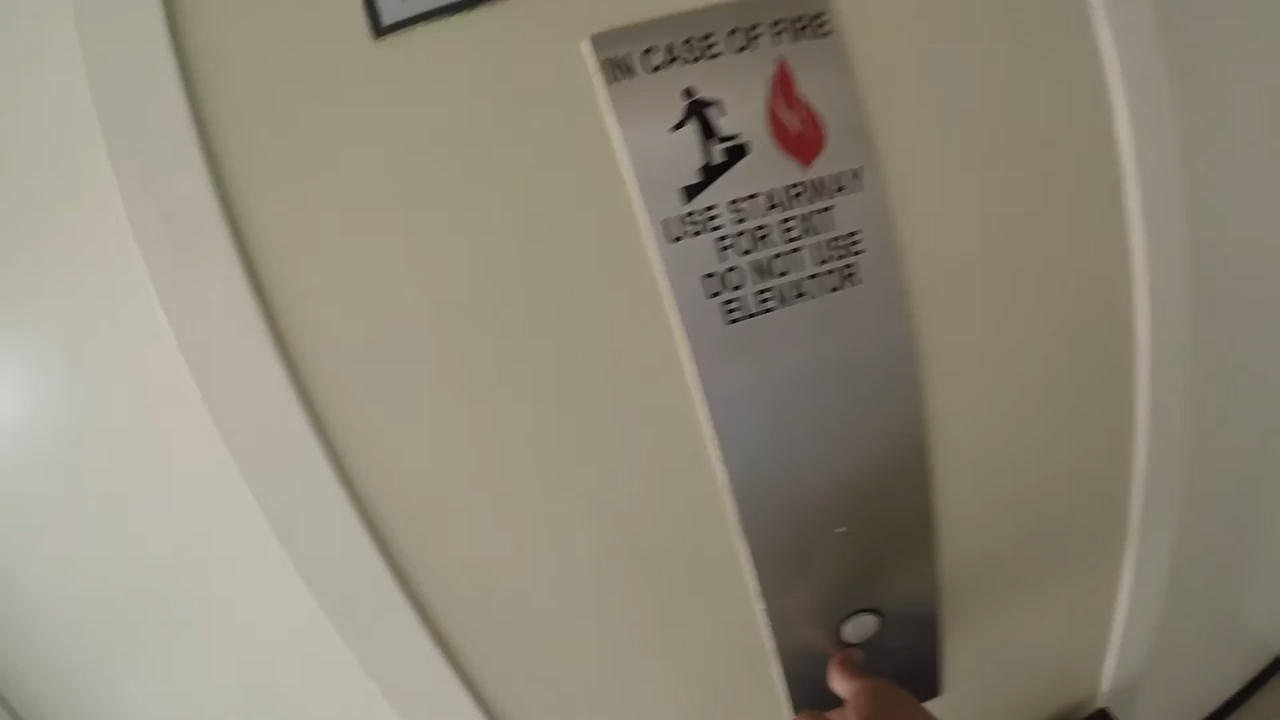 IN CASE OF FIRE
USE STAIRWAY
FOR EXIT
DO NOT USE
ELEVATOR